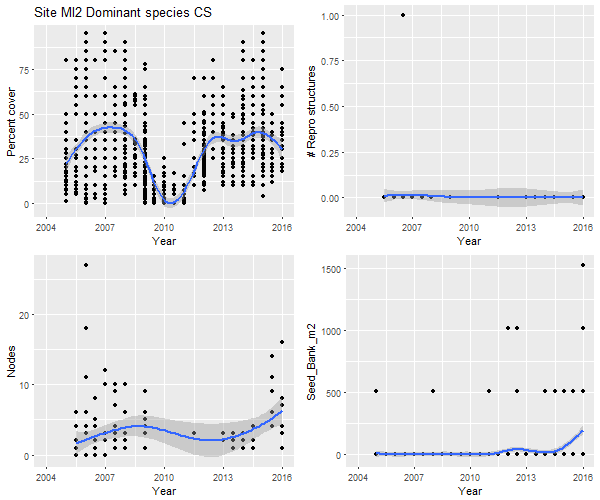 Site MI2 Dominant species CS
Percent cover
75
50
25
0
2004 2007 2010 2013 2016
Year
# Repro structures
1.00
0.75
0.50
0.25
0.00
2004 2007 2010 2013 2016
Year
Nodes
20
10
0
2004 2007 2010 2013 2016
Year
Seed_Bank_m2
1500
1000
500
0
2004 2007 2010 2013 2016
Year